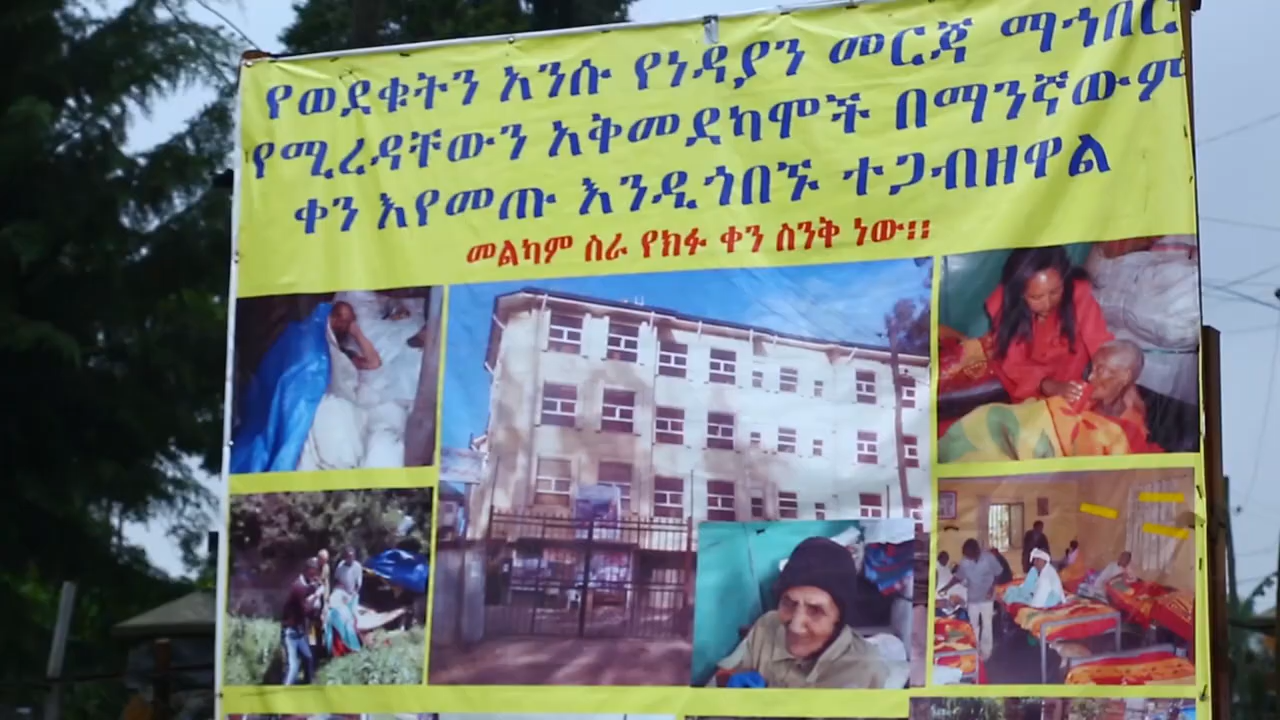 የወደቁትን አንሱ የነዳያን መርጃ ማኅበር
የሚረዳቸውን አቅመደካሞች በማንኛውም
ቀን እየመጡ እንዲጎበኙ ተጋብዘዋል
መልካም ስራ የክፉ ቀን ስንቅ ነው።